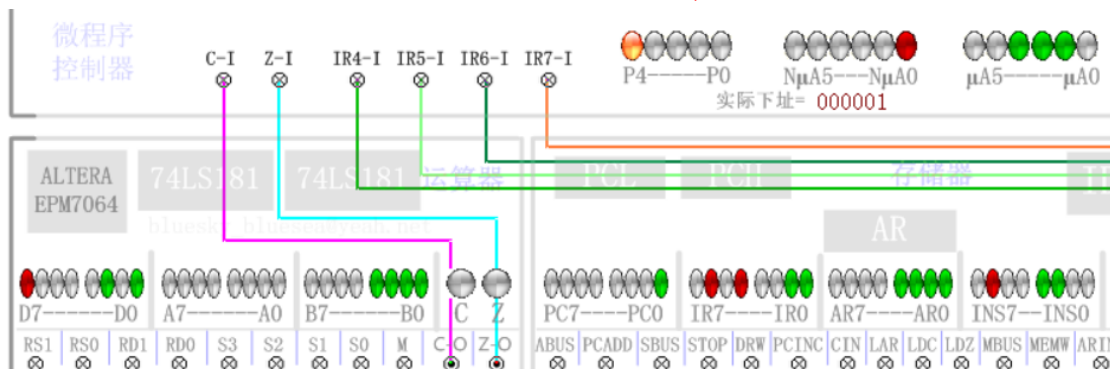 微程序
控制器
C-I Z-I IR4-I IR5-I IR6-I IR7-I
P4-----P0 NμA5---NμA0 μA5-----μA0
实际下址= 000001
ALTERA
EPM7064
74LS181 74LS181 运算器
PCL PCH 存储器
bluesky_bluesea@yeah.net
AR
D7------D0 A7------A0 B7------B0 C Z PC7----PC0 IR7----IR0 AR7----AR0 INS7--INS0
RS1 RS0 RD1 RD0 S3 S2 S1 S0 M C-O Z-O ABUS PCADD SBUS STOP DRW PCINC CIN LAR LDC LDZ MBUS MEMW